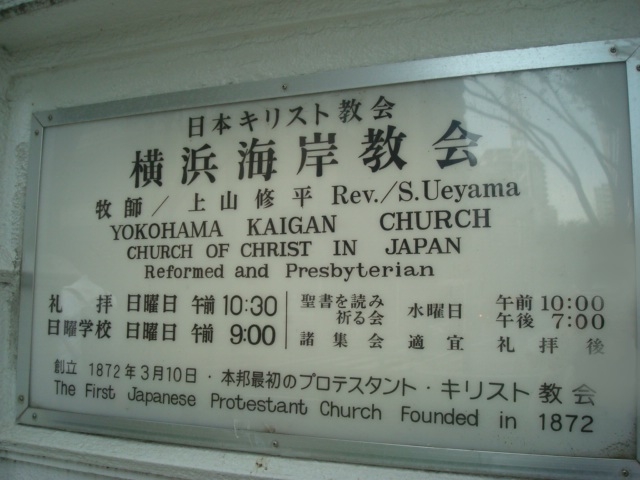 日本キリスト教会
横浜海岸教会
牧師／上山修平 Rev./S.Ueyama
YOKOHAMA KAIGAN CHURCH
CHURCH OF CHRIST IN JAPAN
Reformed and Presbyterian
礼拝 日曜日 午前 10:30
日曜学校 日曜日 午前 9:00
聖書を読み祈る会 水曜日 午前 10:00
午後 7:00
諸集会 適宜 礼拝後
創立 1872年3月10日・本邦最初のプロテスタント・キリスト教会
The First Japanese Protestant Church Founded in 1872